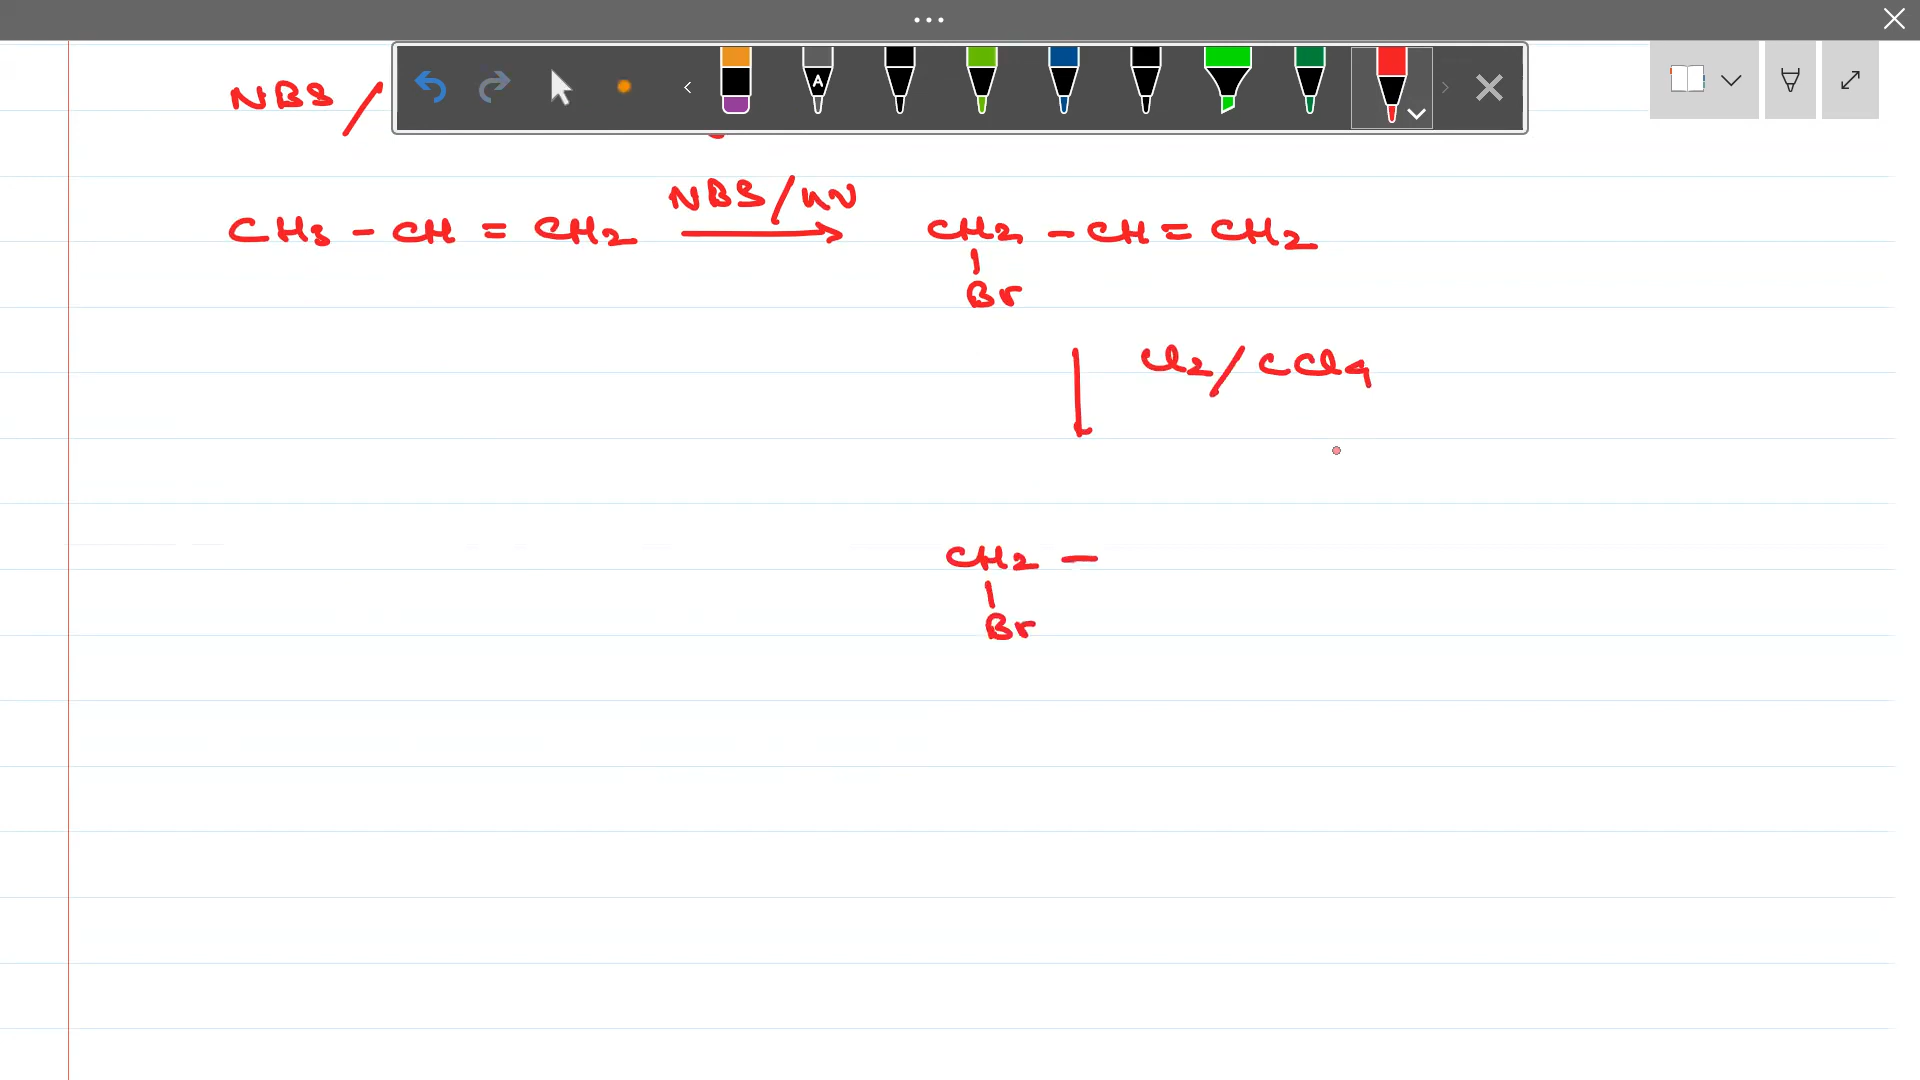 NBS /
CH3 - CH = CH2 NBS/hν CH2 - CH = CH2
Br
Cl2/CCl4
CH2 -
Br